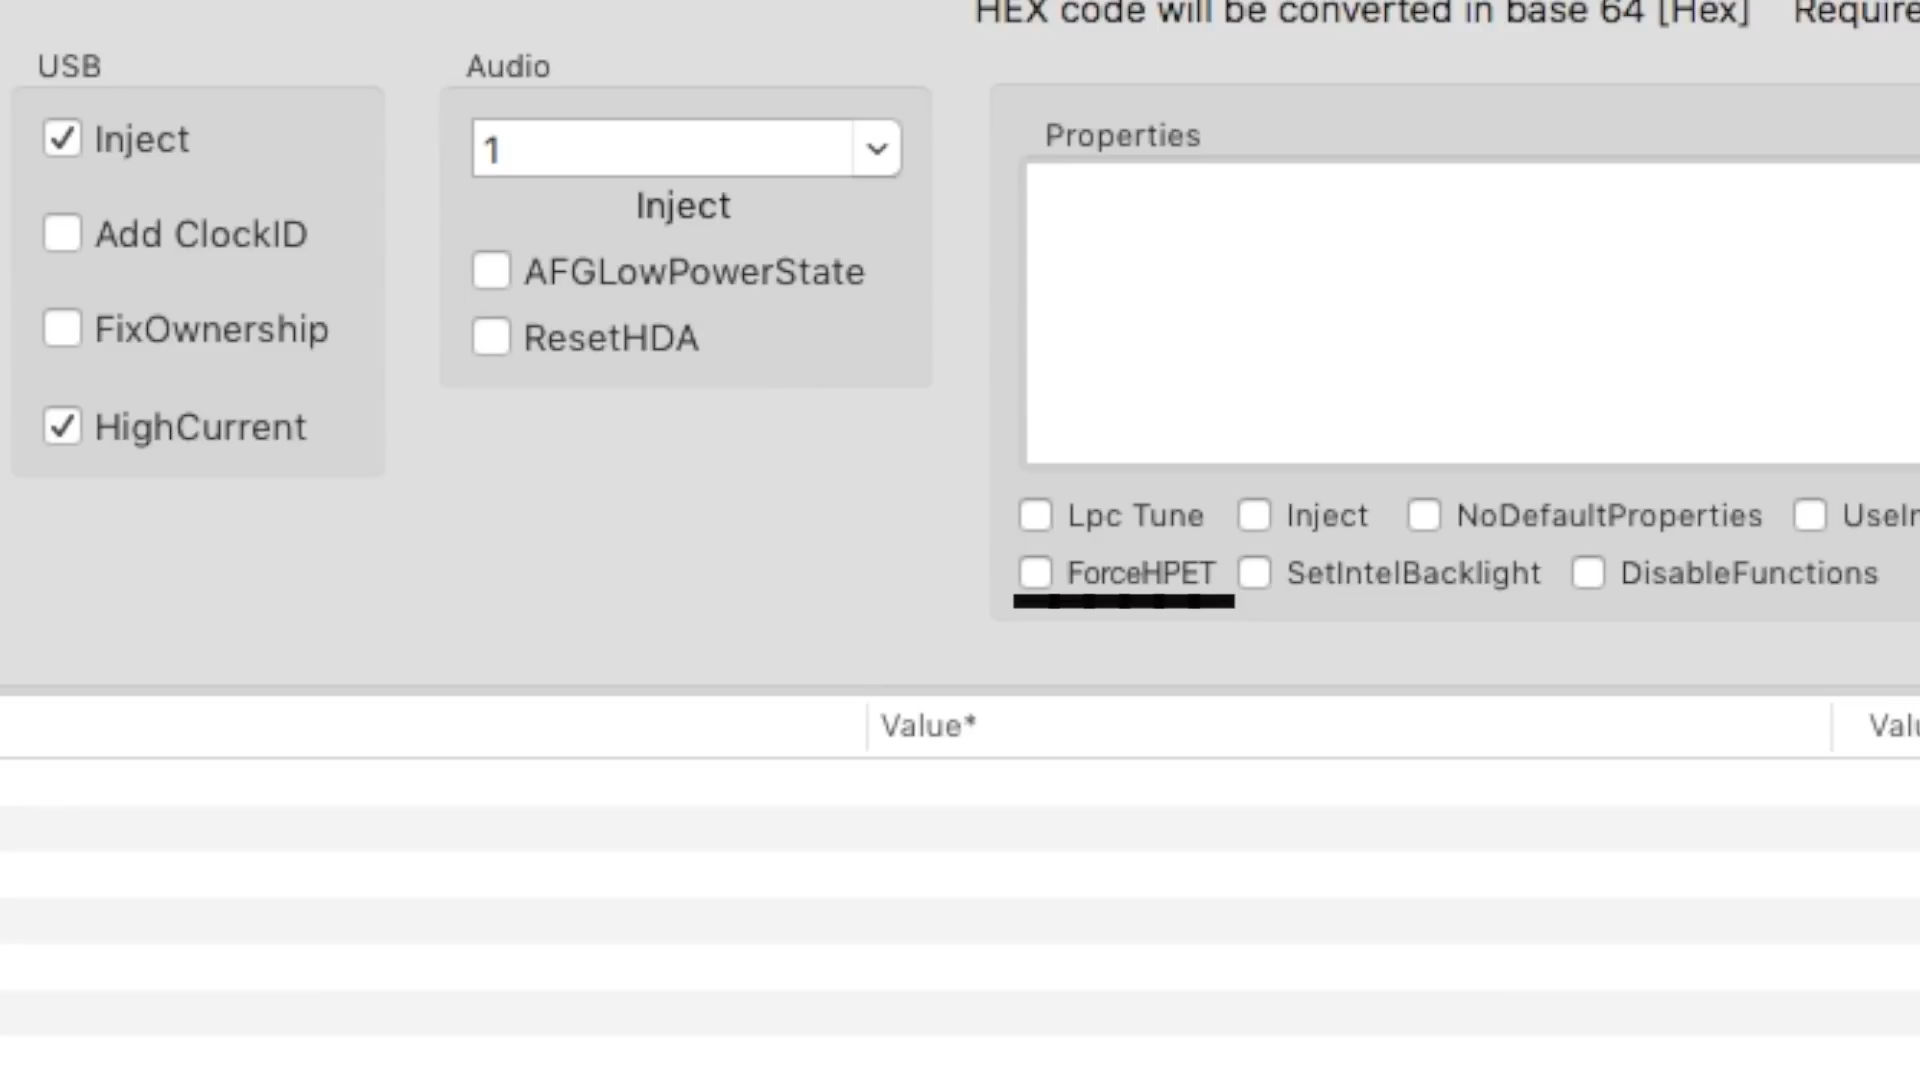 HEX code will be converted in base 64 [Hex]
USB
Inject
Add ClockID
FixOwnership
HighCurrent
Audio
1
Inject
AFGLowPowerState
ResetHDA
Properties
Lpc Tune Inject NoDefaultProperties
ForceHPET SetIntelBacklight DisableFunctions
Value*